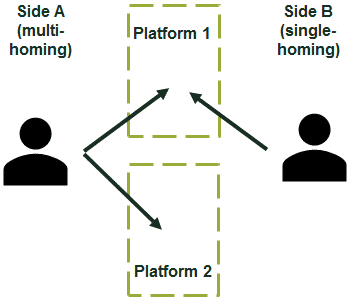 Side A
(multi-
homing)
Platform 1
Side B
(single-
homing)
Platform 2